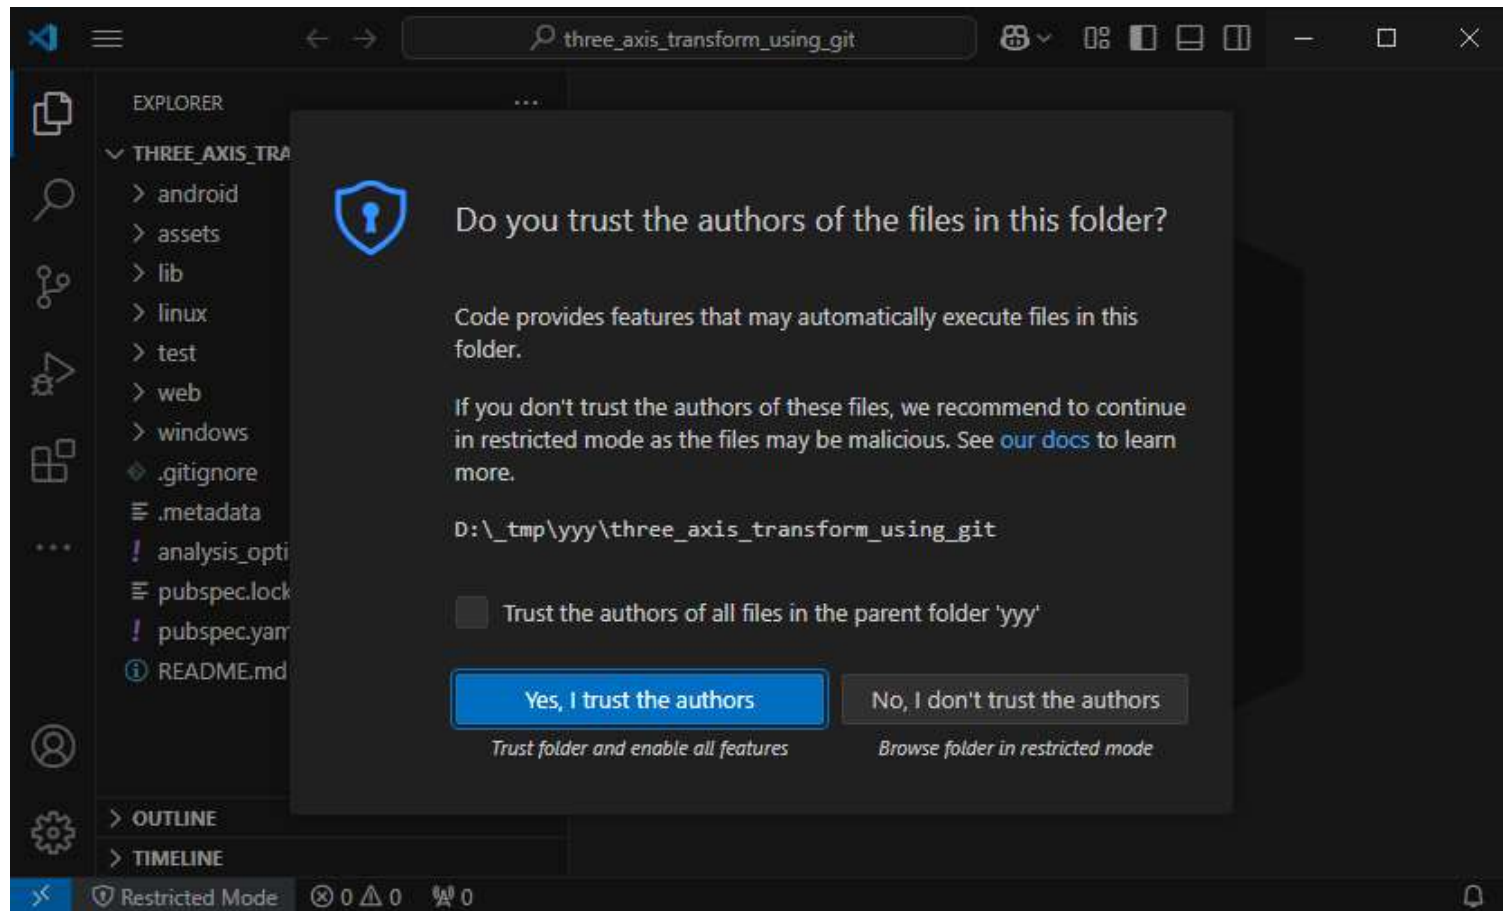 three_axis_transform_using_git
EXPLORER
THREE_AXIS_TRA
android
assets
lib
linux
test
web
windows
.gitignore
.metadata
analysis_opti
pubspec.lock
pubspec.yam
README.md
OUTLINE
TIMELINE
Do you trust the authors of the files in this folder?
Code provides features that may automatically execute files in this
folder.
If you don't trust the authors of these files, we recommend to continue
in restricted mode as the files may be malicious. See our docs to learn
more.
D:\_tmp\yyy\three_axis_transform_using_git
Trust the authors of all files in the parent folder 'yyy'
Yes, I trust the authors
No, I don't trust the authors
Trust folder and enable all features
Browse folder in restricted mode
Restricted Mode
0
0
0